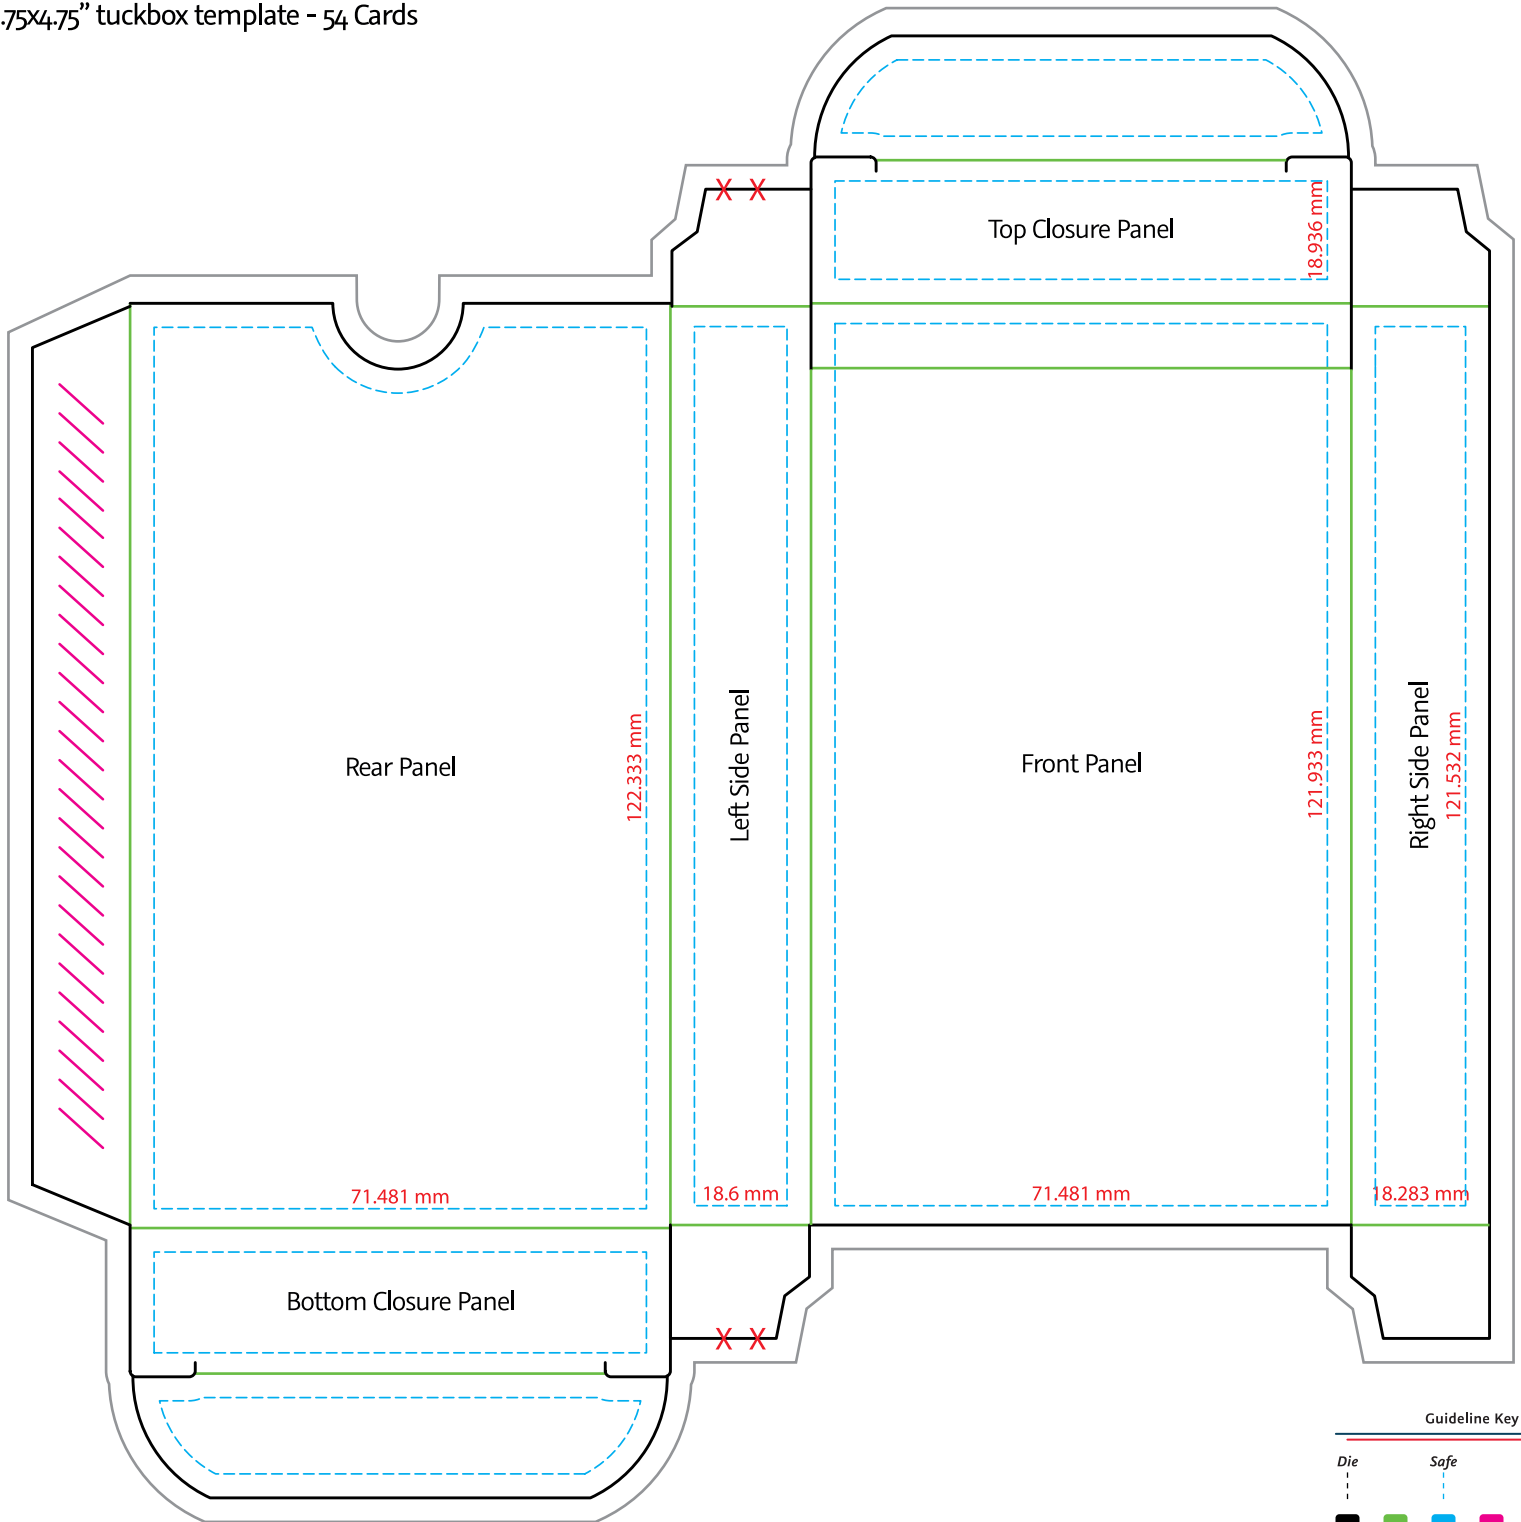 .75x4.75” tuckbox template - 54 Cards
X X
Top Closure Panel
18.936 mm
Rear Panel
122.333 mm
71.481 mm
Left Side Panel
18.6 mm
Front Panel
121.933 mm
71.481 mm
Right Side Panel
121.532 mm
18.283 mm
Bottom Closure Panel
X X
Guideline Key
Die Safe